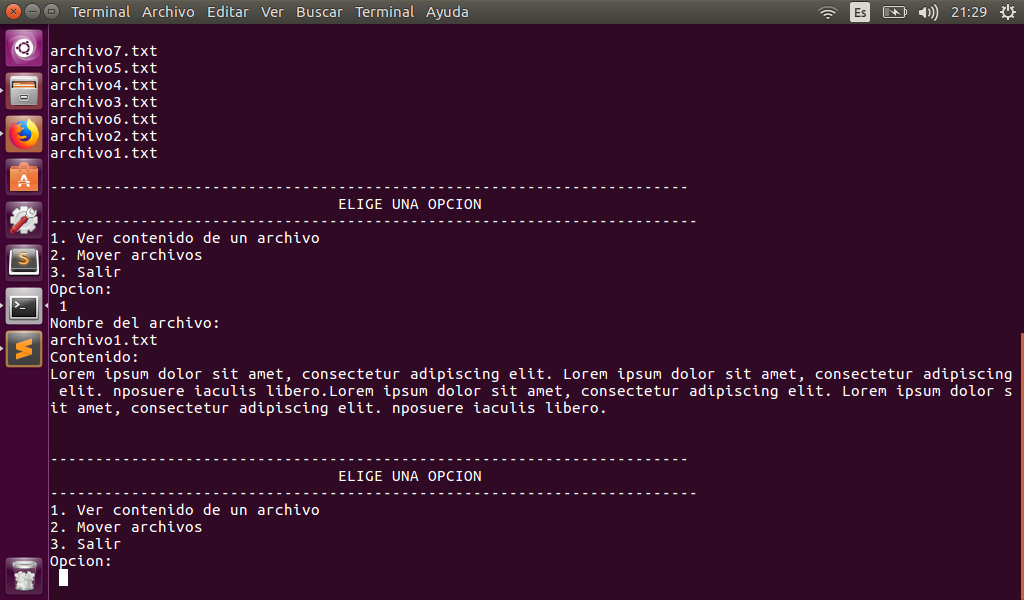 Terminal Archivo Editar Ver Buscar Terminal Ayuda Es 21:29
archivo7.txt
archivo5.txt
archivo4.txt
archivo3.txt
archivo6.txt
archivo2.txt
archivo1.txt
-----------------------------------------------------------------------
ELIGE UNA OPCION
------------------------------------------------------------------------
1. Ver contenido de un archivo
2. Mover archivos
3. Salir
Opcion:
1
Nombre del archivo:
archivo1.txt
Contenido:
Lorem ipsum dolor sit amet, consectetur adipiscing elit. Lorem ipsum dolor sit amet, consectetur adipiscing
elit. nposuere iaculis libero.Lorem ipsum dolor sit amet, consectetur adipiscing elit. Lorem ipsum dolor s
it amet, consectetur adipiscing elit. nposuere iaculis libero.
-----------------------------------------------------------------------
ELIGE UNA OPCION
------------------------------------------------------------------------
1. Ver contenido de un archivo
2. Mover archivos
3. Salir
Opcion: